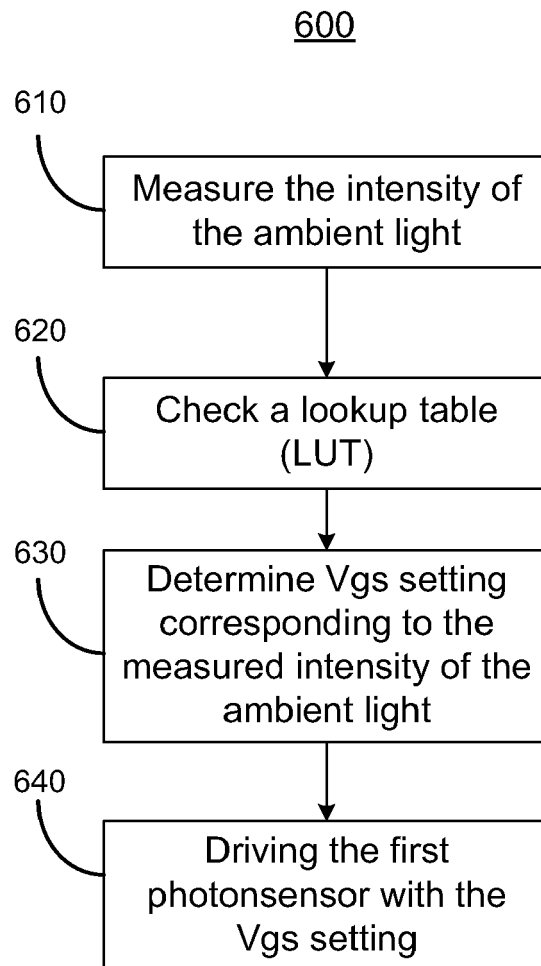 600
610
Measure the intensity of
the ambient light
620
Check a lookup table
(LUT)
630
Determine Vgs setting
corresponding to the
measured intensity of the
ambient light
640
Driving the first
photonsensor with the
Vgs setting